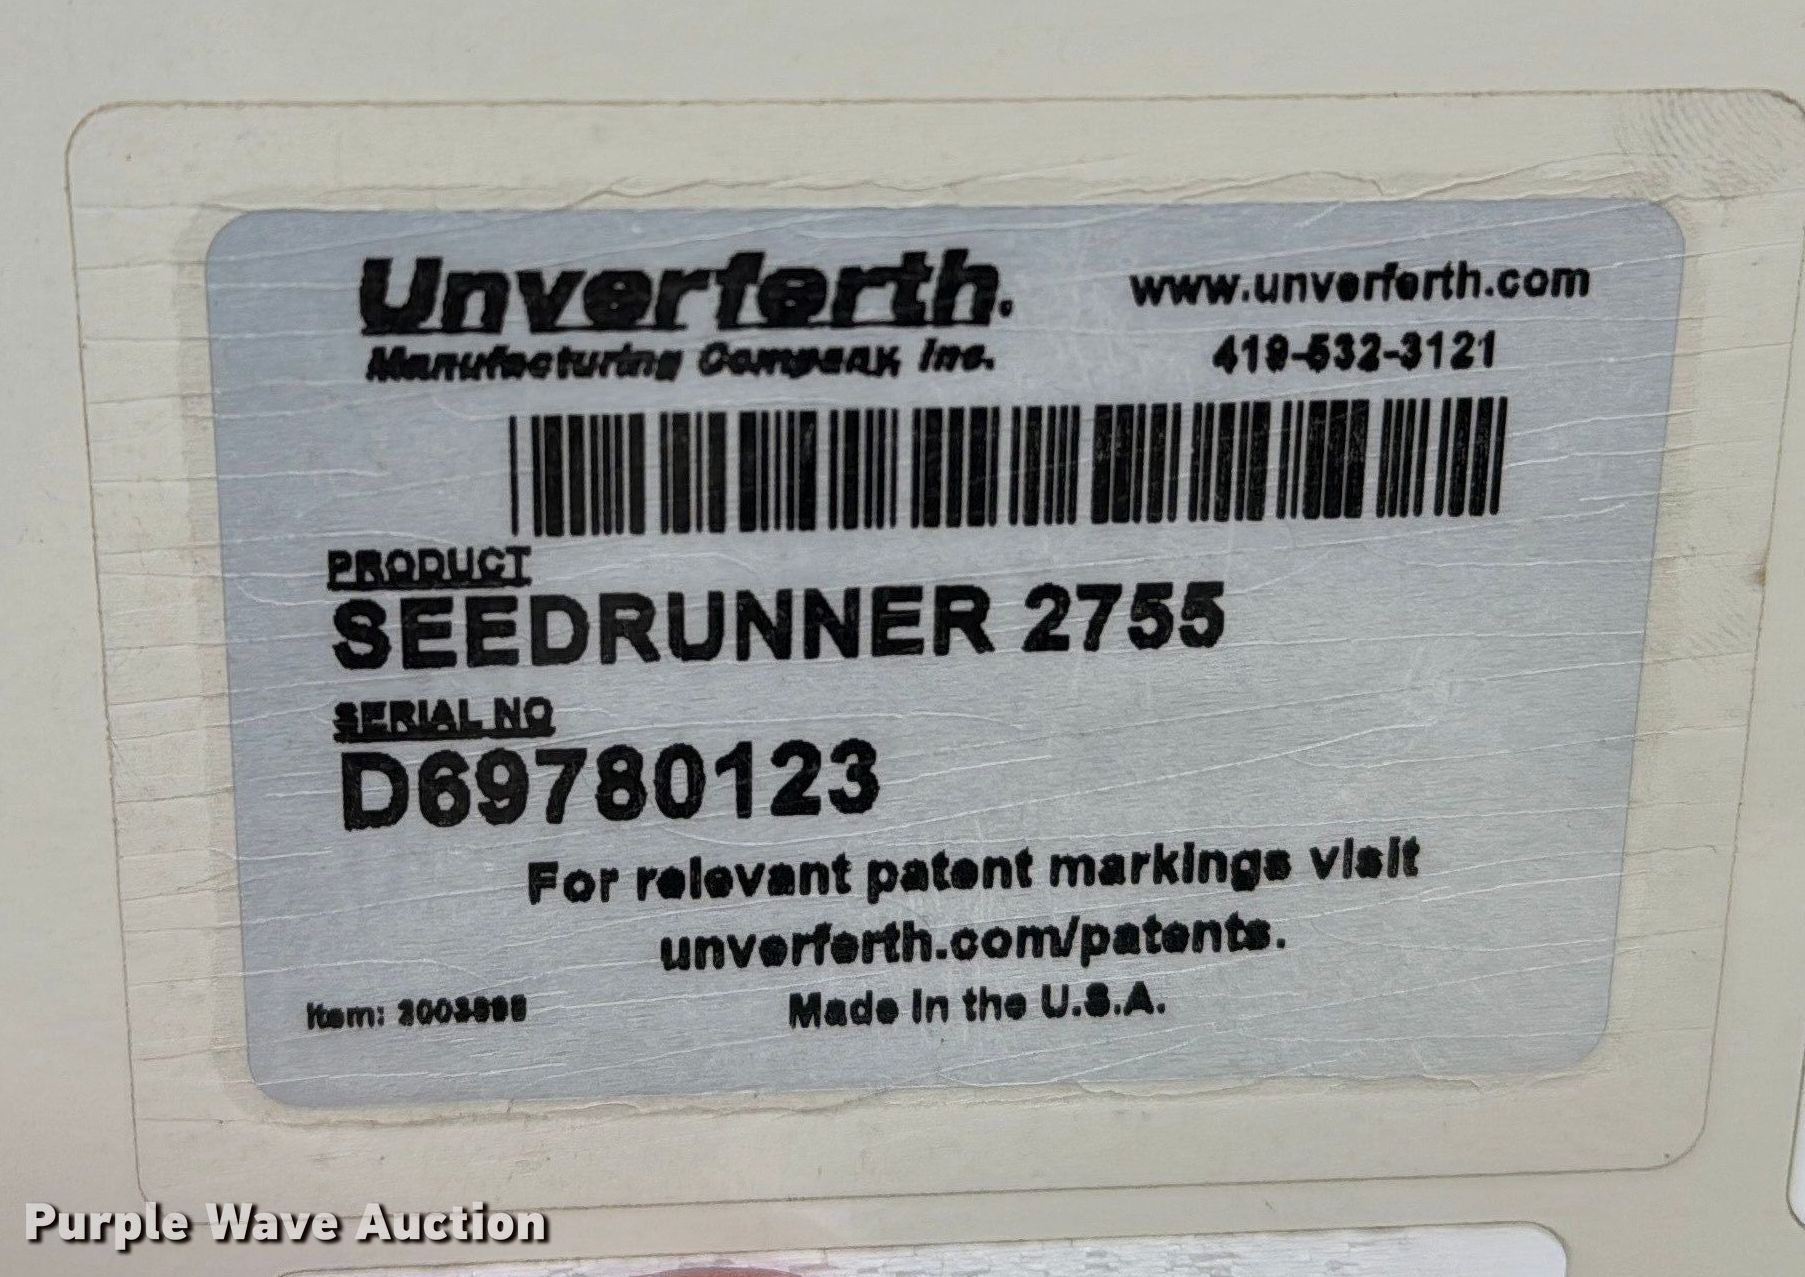 Unverferth.
Manufacturing Company, Inc.
www.unverferth.com
419-532-3121
PRODUCT
SEEDRUNNER 2755
SERIAL NO
D69780123
For relevant patent markings visit
unverferth.com/patents.
Item:
Made in the U.S.A.
Purple Wave Auction